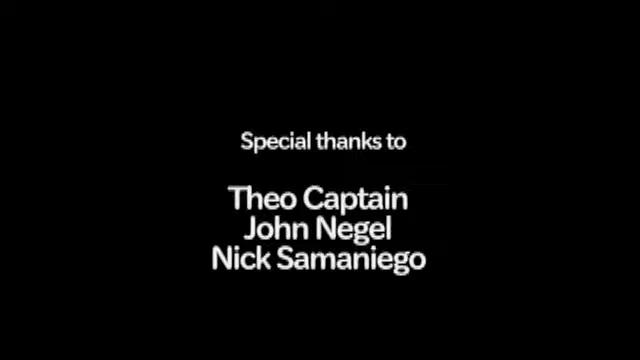 Special thanks to
Theo Captain
John Negel
Nick Samaniego